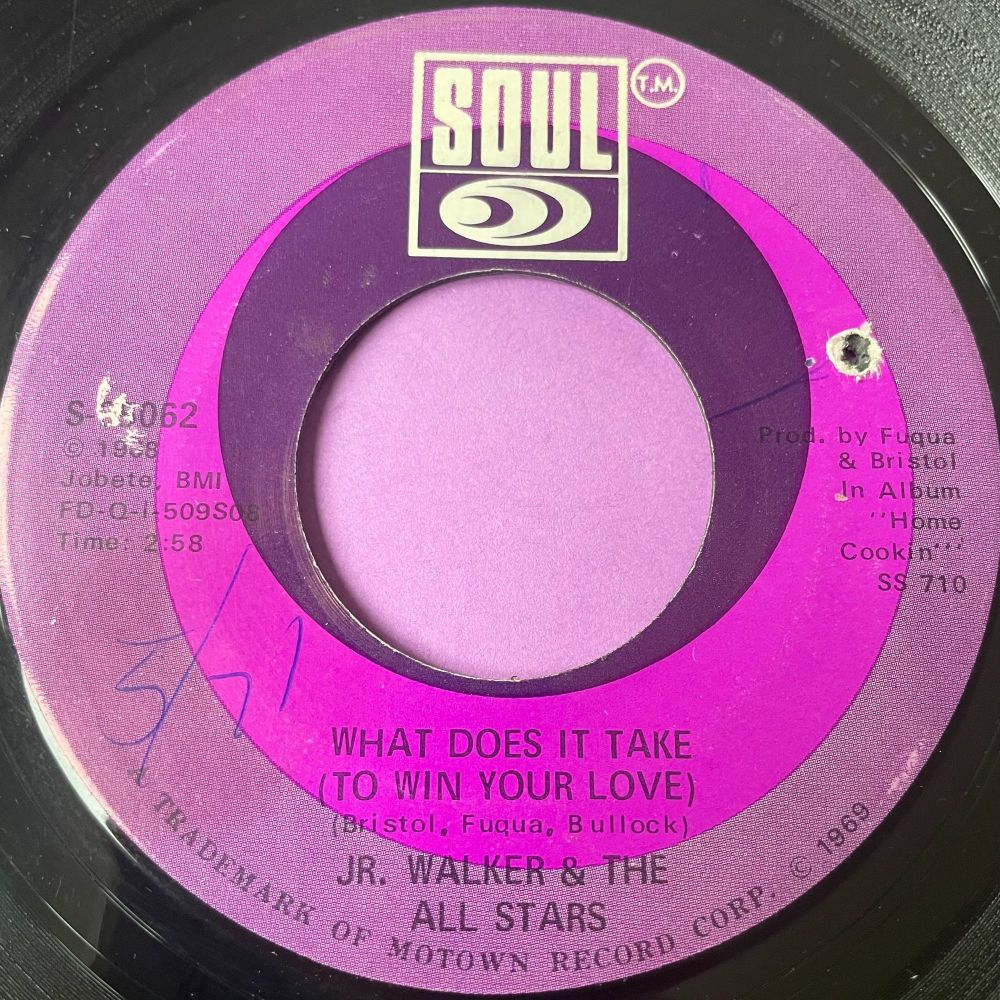 SOUL
T.M.
© 1968
Jobete, BMI
FD-O-I-509S08
Time: 2:58
Prod. by Fuqua
& Bristol
In Album
"Home
Cookin'"
SS 710
5/71
WHAT DOES IT TAKE
(TO WIN YOUR LOVE)
(Bristol, Fuqua, Bullock)
JR. WALKER & THE
ALL STARS
A TRADEMARK OF MOTOWN RECORD CORP. © 1969